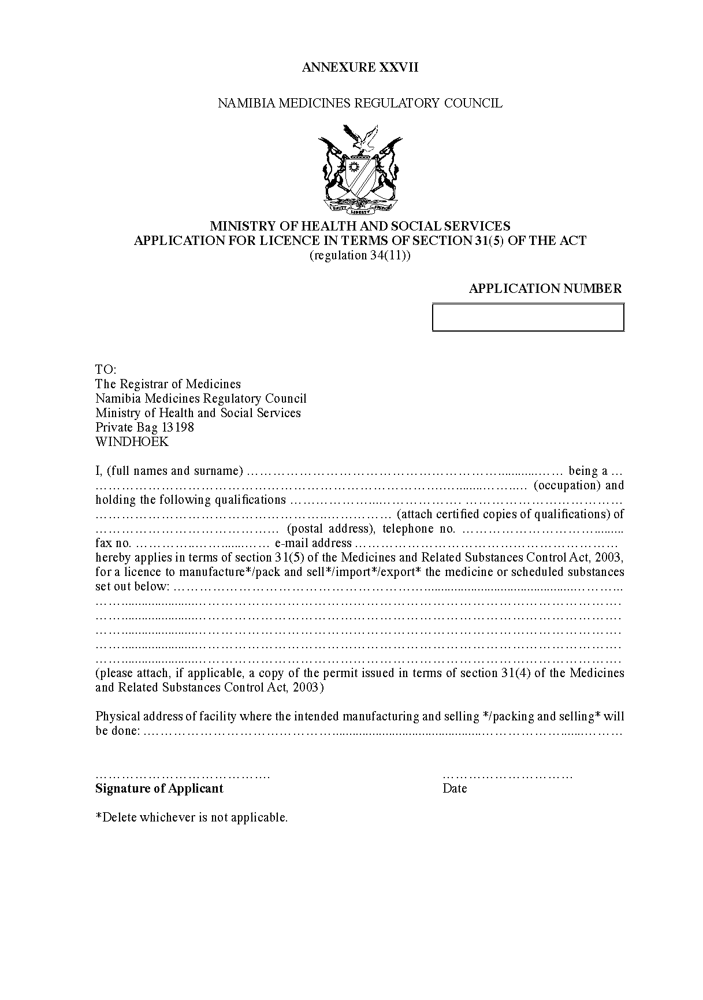 ANNEXURE XXVII
NAMIBIA MEDICINES REGULATORY COUNCIL
UNITY LIBERTY JUSTICE
MINISTRY OF HEALTH AND SOCIAL SERVICES
APPLICATION FOR LICENCE IN TERMS OF SECTION 31(5) OF THE ACT
(regulation 34(11))
APPLICATION NUMBER
TO:
The Registrar of Medicines
Namibia Medicines Regulatory Council
Ministry of Health and Social Services
Private Bag 13198
WINDHOEK
I, (full names and surname) ………………………………………………………............…… being a …
…………………………………………………………………….….......……..… (occupation) and
holding the following qualifications ………………...………………. ………………………………
…………………………………………………..……………… (attach certified copies of qualifications) of
…………………………………… (postal address), telephone no. …………………………........
fax no. …………..……......…… e-mail address ……………………………………………………
hereby applies in terms of section 31(5) of the Medicines and Related Substances Control Act, 2003,
for a licence to manufacture*/pack and sell*/import*/export* the medicine or scheduled substances
set out below: …………………………………………………..............................................………..
……......................…………………………………………………………………………………….
……......................…………………………………………………………………………………….
……......................…………………………………………………………………………………….
……......................…………………………………………………………………………………….
……......................…………………………………………………………………………………….
(please attach, if applicable, a copy of the permit issued in terms of section 31(4) of the Medicines
and Related Substances Control Act, 2003)
Physical address of facility where the intended manufacturing and selling */packing and selling* will
be done: …………………………………….............................................………………......………
…………………………………. …………………………
Signature of Applicant Date
*Delete whichever is not applicable.